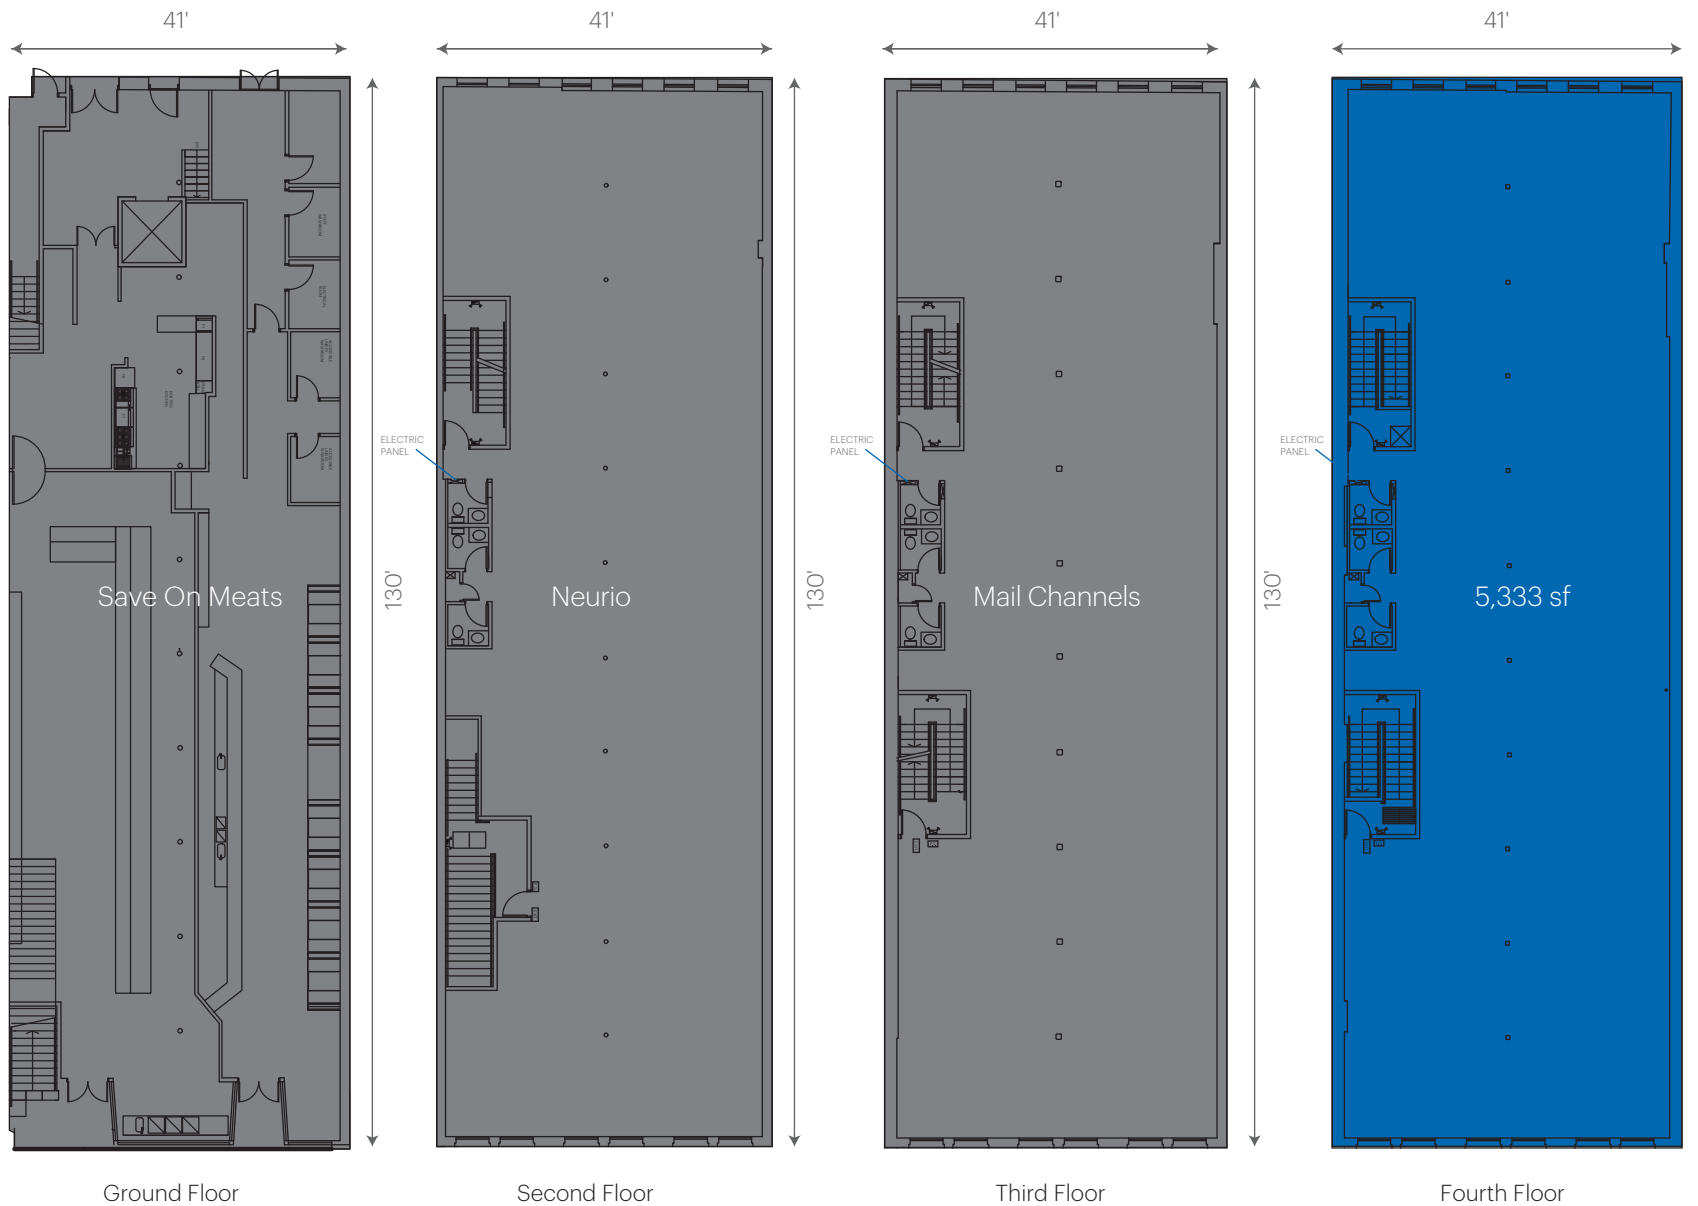 41'
41'
41'
41'
130'
130'
130'
ELECTRIC
PANEL
ELECTRIC
PANEL
ELECTRIC
PANEL
Save On Meats
Neurio
Mail Channels
5,333 sf
Ground Floor
Second Floor
Third Floor
Fourth Floor